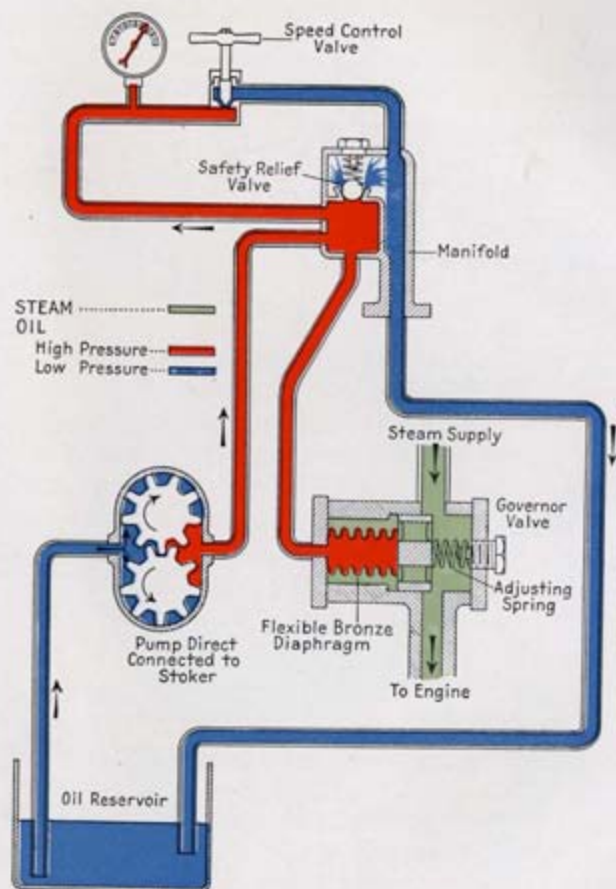 Speed Control
Valve
Safety Relief
Valve
Manifold
STEAM
OIL
High Pressure
Low Pressure
Steam Supply
Governor
Valve
Adjusting
Spring
Flexible Bronze
Diaphragm
Pump Direct
Connected to
Stoker
To Engine
Oil Reservoir